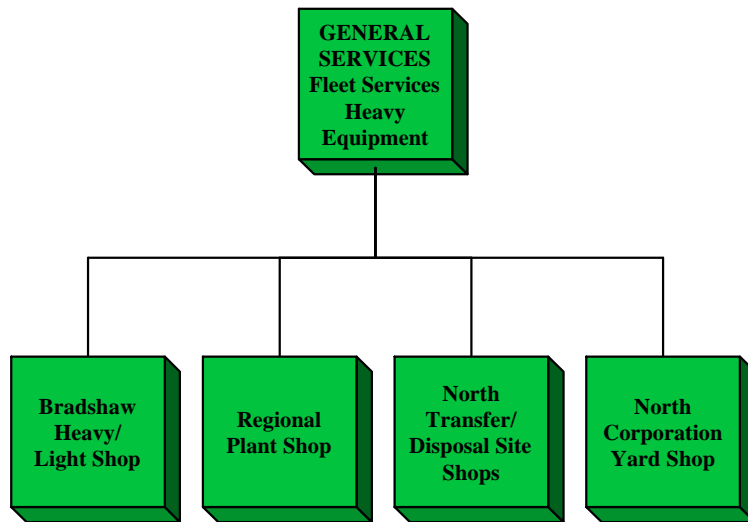 GENERAL
SERVICES
Fleet Services
Heavy
Equipment
Bradshaw
Heavy/
Light Shop
Regional
Plant Shop
North
Transfer/
Disposal Site
Shops
North
Corporation
Yard Shop